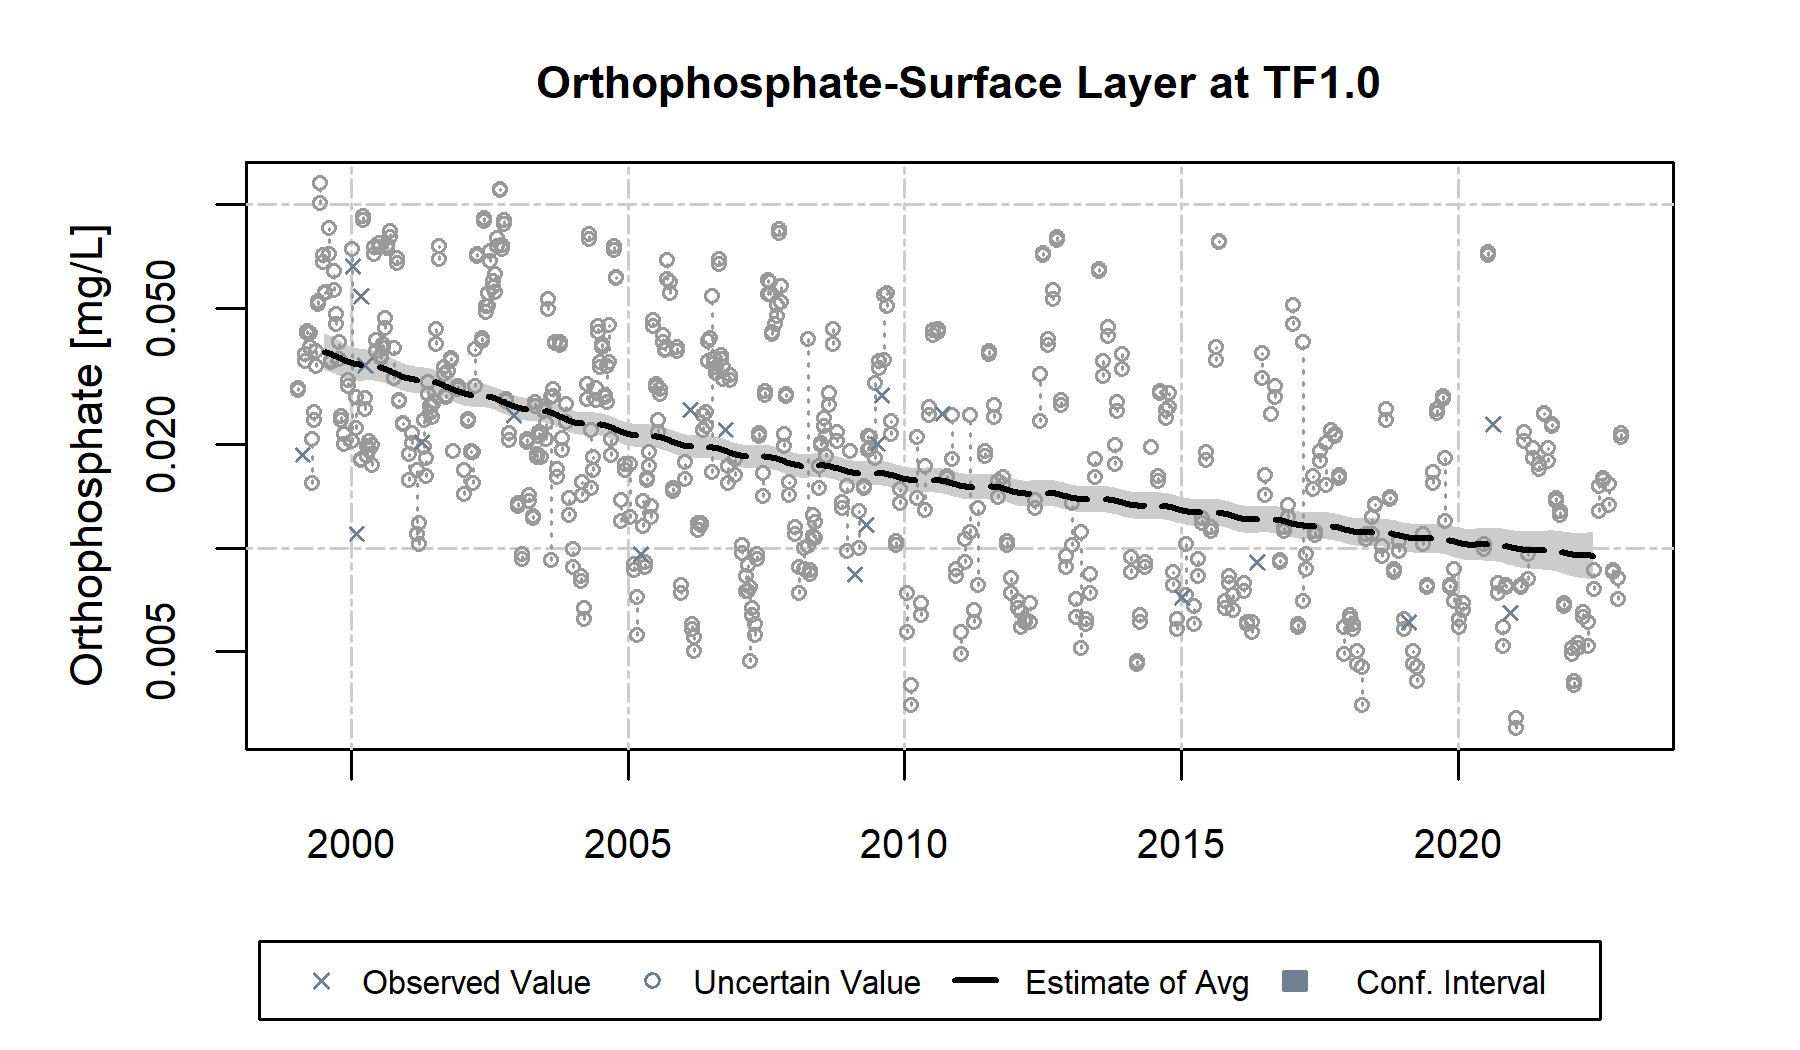 Orthophosphate-Surface Layer at TF1.0
Orthophosphate [mg/L]
0.050
0.020
0.005
2000 2005 2010 2015 2020
Observed Value Uncertain Value Estimate of Avg Conf. Interval